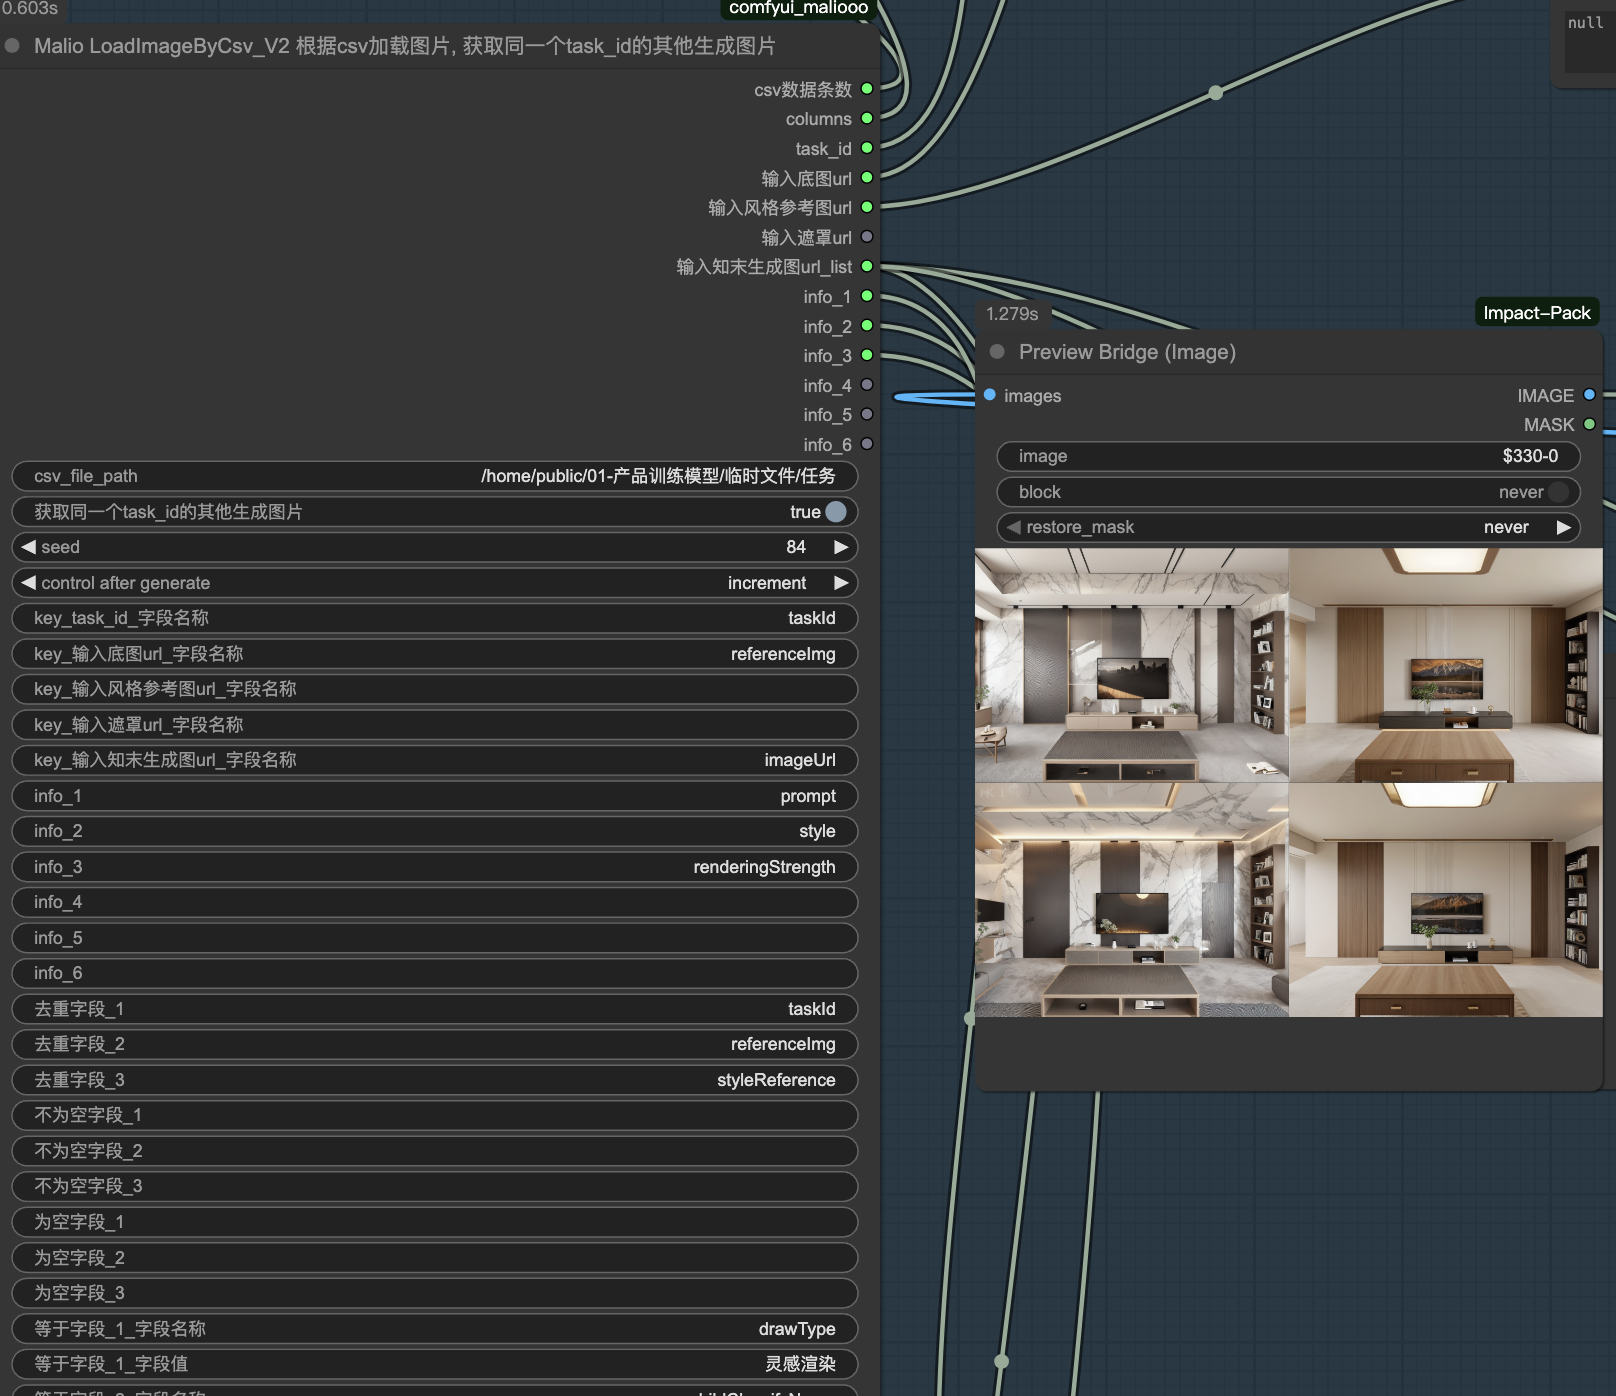 0.603s
comfyui_maliooo
Malio LoadImageByCsv_V2 根据csv加载图片, 获取同一个task_id的其他生成图片
null
csv数据条数
columns
task_id
输入底图url
输入风格参考图url
输入遮罩url
输入知末生成图url_list
info_1
info_2
info_3
info_4
info_5
info_6
csv_file_path /home/public/01-产品训练模型/临时文件/任务
获取同一个task_id的其他生成图片 true
seed 84
control after generate increment
key_task_id_字段名称 taskId
key_输入底图url_字段名称 referenceImg
key_输入风格参考图url_字段名称
key_输入遮罩url_字段名称
key_输入知末生成图url_字段名称 imageUrl
info_1 prompt
info_2 style
info_3 renderingStrength
info_4
info_5
info_6
去重字段_1 taskId
去重字段_2 referenceImg
去重字段_3 styleReference
不为空字段_1
不为空字段_2
不为空字段_3
为空字段_1
为空字段_2
为空字段_3
等于字段_1_字段名称 drawType
等于字段_1_字段值 灵感渲染
1.279s
Impact-Pack
Preview Bridge (Image)
images IMAGE
MASK
image $330-0
block never
restore_mask never